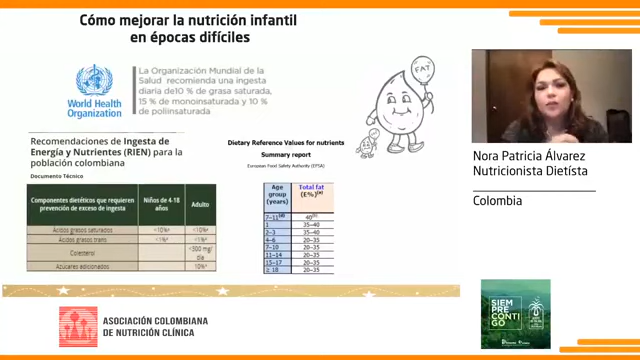 Cómo mejorar la nutrición infantil
en épocas difíciles
World Health
Organization
La Organización Mundial de la
Salud recomienda una ingesta
diaria de 10 % de grasa saturada,
15 % de monoinsaturada y 10 %
de poliinsaturada
FAT
Recomendaciones de Ingesta de
Energía y Nutrientes (RIEN) para la
población colombiana
Documento Técnico
Componentes dietéticos que requieren
prevención de exceso de ingesta
Niños de 4-18
años
Adulto
Ácidos grasos saturados <10% <10%
Ácidos grasos trans <1% <1%
Colesterol <300 mg/
día
Azúcares adicionados 10%
Dietary Reference Values for nutrients
Summary report
European Food Safety Authority (EFSA)
Age
group
(years)
Total fat
(E%)
7-11 40
1 35-40
2-3 35-40
4-6 20-35
7-10 20-35
11-14 20-35
15-17 20-35
≥ 18 20-35
Nora Patricia Álvarez
Nutricionista Dietísta
Colombia
ASOCIACIÓN COLOMBIANA
DE NUTRICIÓN CLÍNICA
SIEM
PRE
CONTI
GO